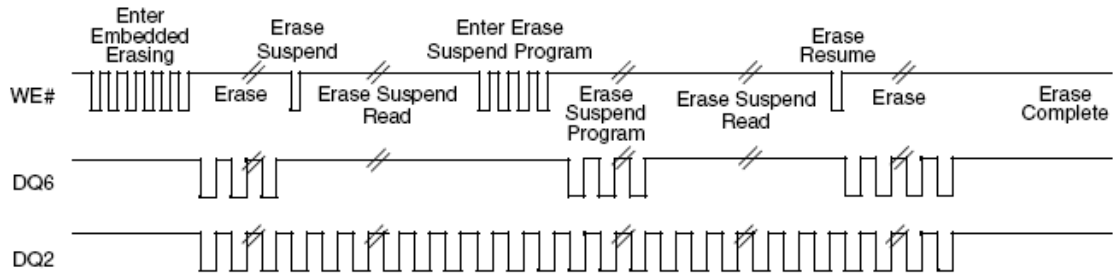 Enter
Embedded
Erasing
Erase
Suspend
Enter Erase
Suspend Program
Erase
Resume
WE#
Erase
Erase Suspend
Read
Erase
Suspend
Program
Erase Suspend
Read
Erase
Erase
Complete
DQ6
DQ2